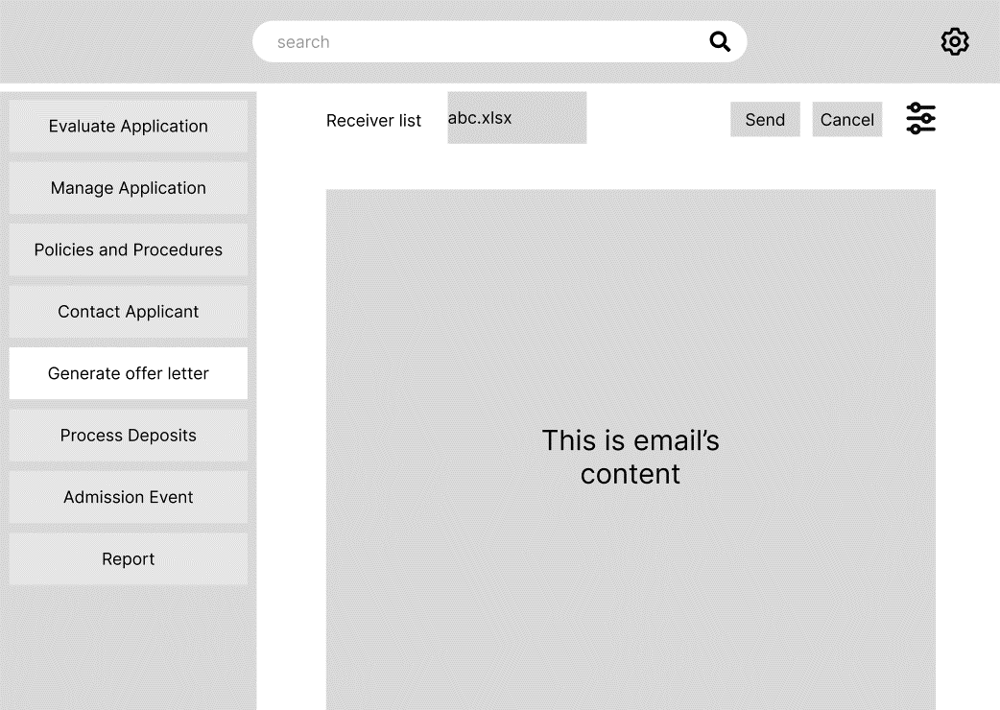 search
Evaluate Application
Manage Application
Policies and Procedures
Contact Applicant
Generate offer letter
Process Deposits
Admission Event
Report
Receiver list
abc.xlsx
Send
Cancel
This is email’s
content